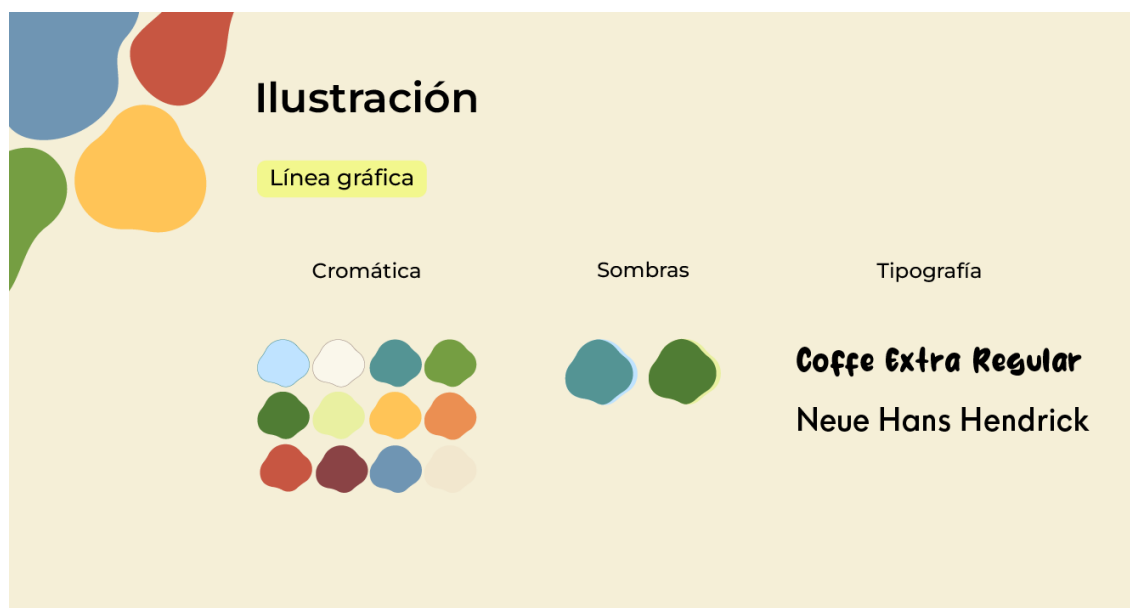 Ilustración
Línea gráfica
Cromática
Sombras
Tipografía
Coffe Extra Regular
Neue Hans Hendrick